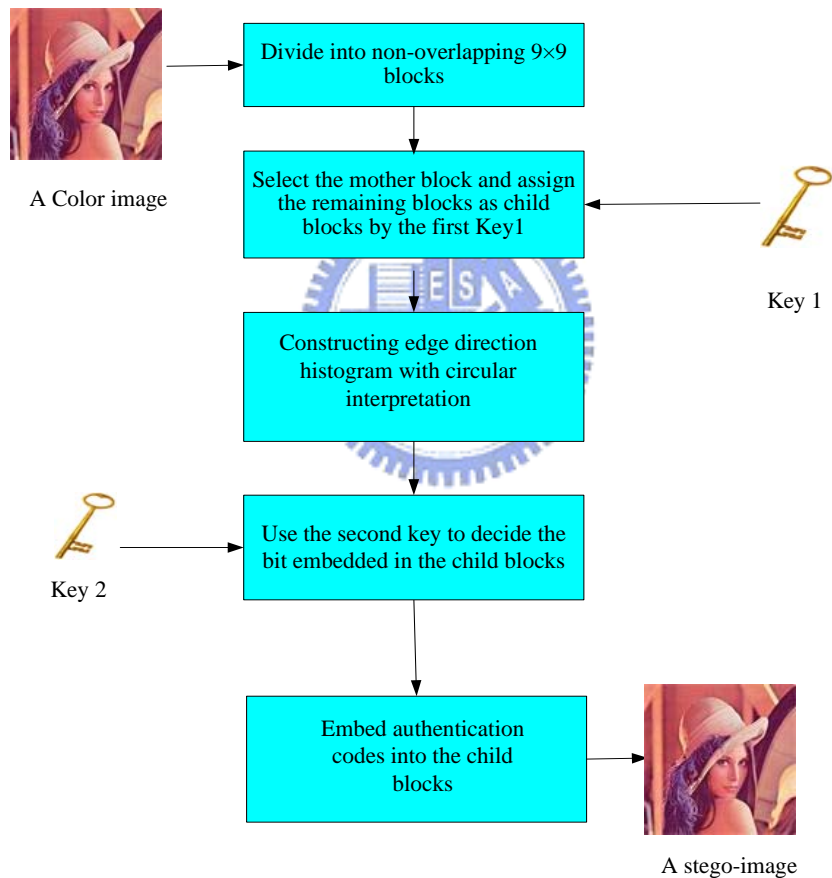 Divide into non-overlapping 9×9
blocks
A Color image
Select the mother block and assign
the remaining blocks as child
blocks by the first Key1
Key 1
ESA
Constructing edge direction
histogram with circular
interpretation
Use the second key to decide the
bit embedded in the child blocks
Key 2
Embed authentication
codes into the child
blocks
A stego-image